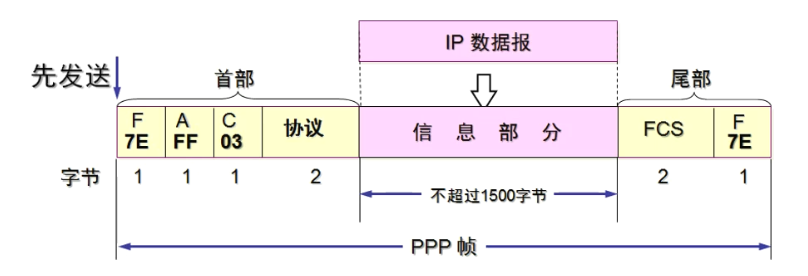 IP 数据报
先发送
首部
尾部
F A C 协议 信 息 部 分 FCS F
7E FF 03 7E
字节 1 1 1 2 不超过1500字节 2 1
PPP 帧